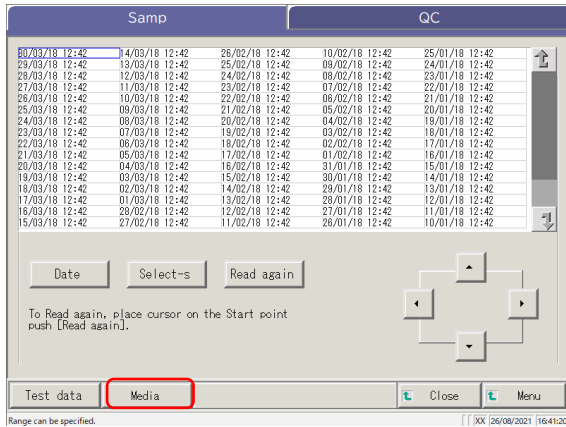 Samp QC
30/03/18 12:42 14/03/18 12:42 26/02/18 12:42 10/02/18 12:42 25/01/18 12:42
29/03/18 12:42 13/03/18 12:42 25/02/18 12:42 09/02/18 12:42 24/01/18 12:42
28/03/18 12:42 12/03/18 12:42 24/02/18 12:42 08/02/18 12:42 23/01/18 12:42
27/03/18 12:42 11/03/18 12:42 23/02/18 12:42 07/02/18 12:42 22/01/18 12:42
26/03/18 12:42 10/03/18 12:42 22/02/18 12:42 06/02/18 12:42 21/01/18 12:42
25/03/18 12:42 09/03/18 12:42 21/02/18 12:42 05/02/18 12:42 20/01/18 12:42
24/03/18 12:42 08/03/18 12:42 20/02/18 12:42 04/02/18 12:42 19/01/18 12:42
23/03/18 12:42 07/03/18 12:42 19/02/18 12:42 03/02/18 12:42 18/01/18 12:42
22/03/18 12:42 06/03/18 12:42 18/02/18 12:42 02/02/18 12:42 17/01/18 12:42
21/03/18 12:42 05/03/18 12:42 17/02/18 12:42 01/02/18 12:42 16/01/18 12:42
20/03/18 12:42 04/03/18 12:42 16/02/18 12:42 31/01/18 12:42 15/01/18 12:42
19/03/18 12:42 03/03/18 12:42 15/02/18 12:42 30/01/18 12:42 14/01/18 12:42
18/03/18 12:42 02/03/18 12:42 14/02/18 12:42 29/01/18 12:42 13/01/18 12:42
17/03/18 12:42 01/03/18 12:42 13/02/18 12:42 28/01/18 12:42 12/01/18 12:42
16/03/18 12:42 28/02/18 12:42 12/02/18 12:42 27/01/18 12:42 11/01/18 12:42
15/03/18 12:42 27/02/18 12:42 11/02/18 12:42 26/01/18 12:42 10/01/18 12:42
Date Select-s Read again
To Read again, place cursor on the Start point
push [Read again].
Test data Media Close Menu
Range can be specified. XX 26/08/2021 16:41:20